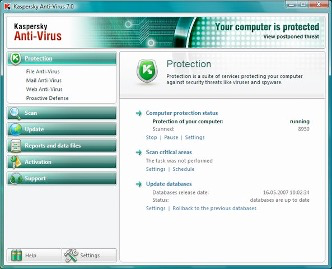 Kaspersky Anti-Virus 7.0
Kaspersky
Anti-Virus
Your computer is protected
View postponed threat
Protection
File Anti-Virus
Mail Anti-Virus
Web Anti-Virus
Proactive Defense
Scan
Update
Reports and data files
Activation
Support
Help
Settings
Protection
Protection is a suite of services protecting your computer
against security threats like viruses and spyware.
Computer protection status
Protection of your computer: running
Scanned: 8950
Stop | Pause | Settings
Scan critical areas
The task was not performed
Settings | Schedule
Update databases
Databases release date: 16.05.2007 10:02:34
Status: databases are up to date
Settings | Rollback to the previous databases